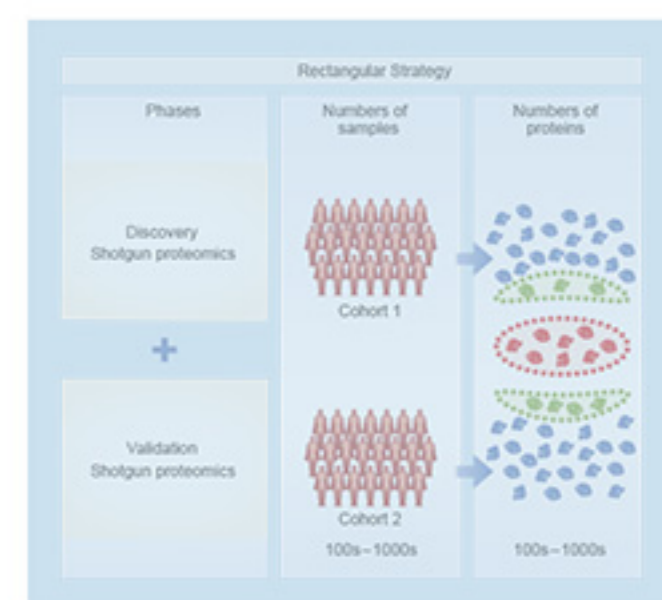 Rectangular Strategy
Phases
Numbers of
samples
Numbers of
proteins
Discovery
Shotgun proteomics
Cohort 1
+
Validation
Shotgun proteomics
Cohort 2
100s–1000s
100s–1000s